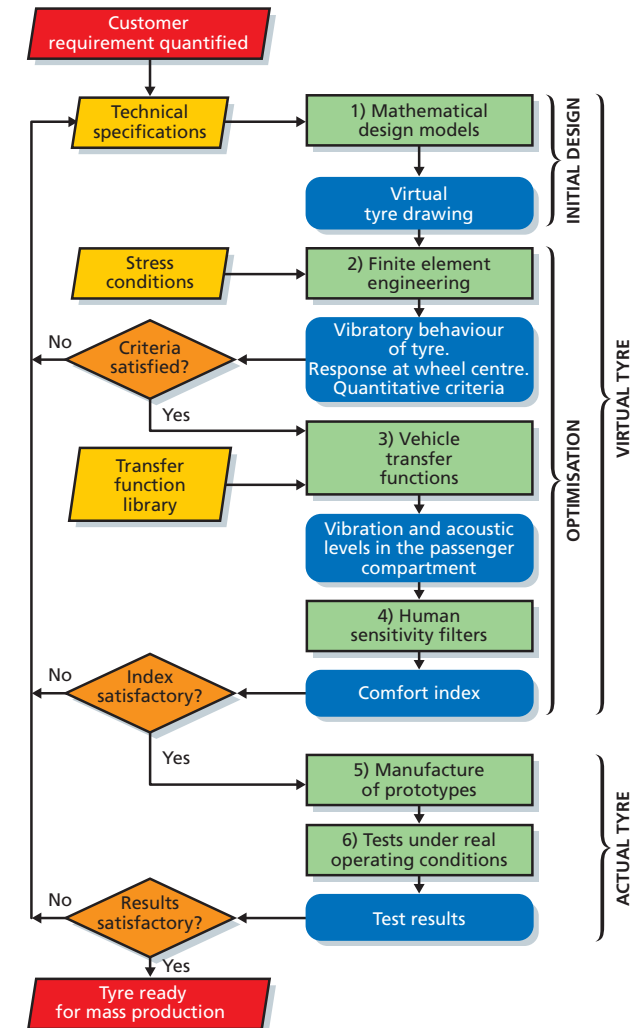 Customer
requirement quantified
Technical
specifications
1) Mathematical
design models
Virtual
tyre drawing
INITIAL DESIGN
Stress
conditions
2) Finite element
engineering
No
Criteria
satisfied?
Vibratory behaviour
of tyre.
Response at wheel centre.
Quantitative criteria
Yes
3) Vehicle
transfer
functions
Transfer
function
library
Vibration and acoustic
levels in the passenger
compartment
4) Human
sensitivity filters
No
Index
satisfactory?
Comfort index
OPTIMISATION
VIRTUAL TYRE
Yes
5) Manufacture
of prototypes
6) Tests under real
operating conditions
No
Results
satisfactory?
Test results
ACTUAL TYRE
Yes
Tyre ready
for mass production